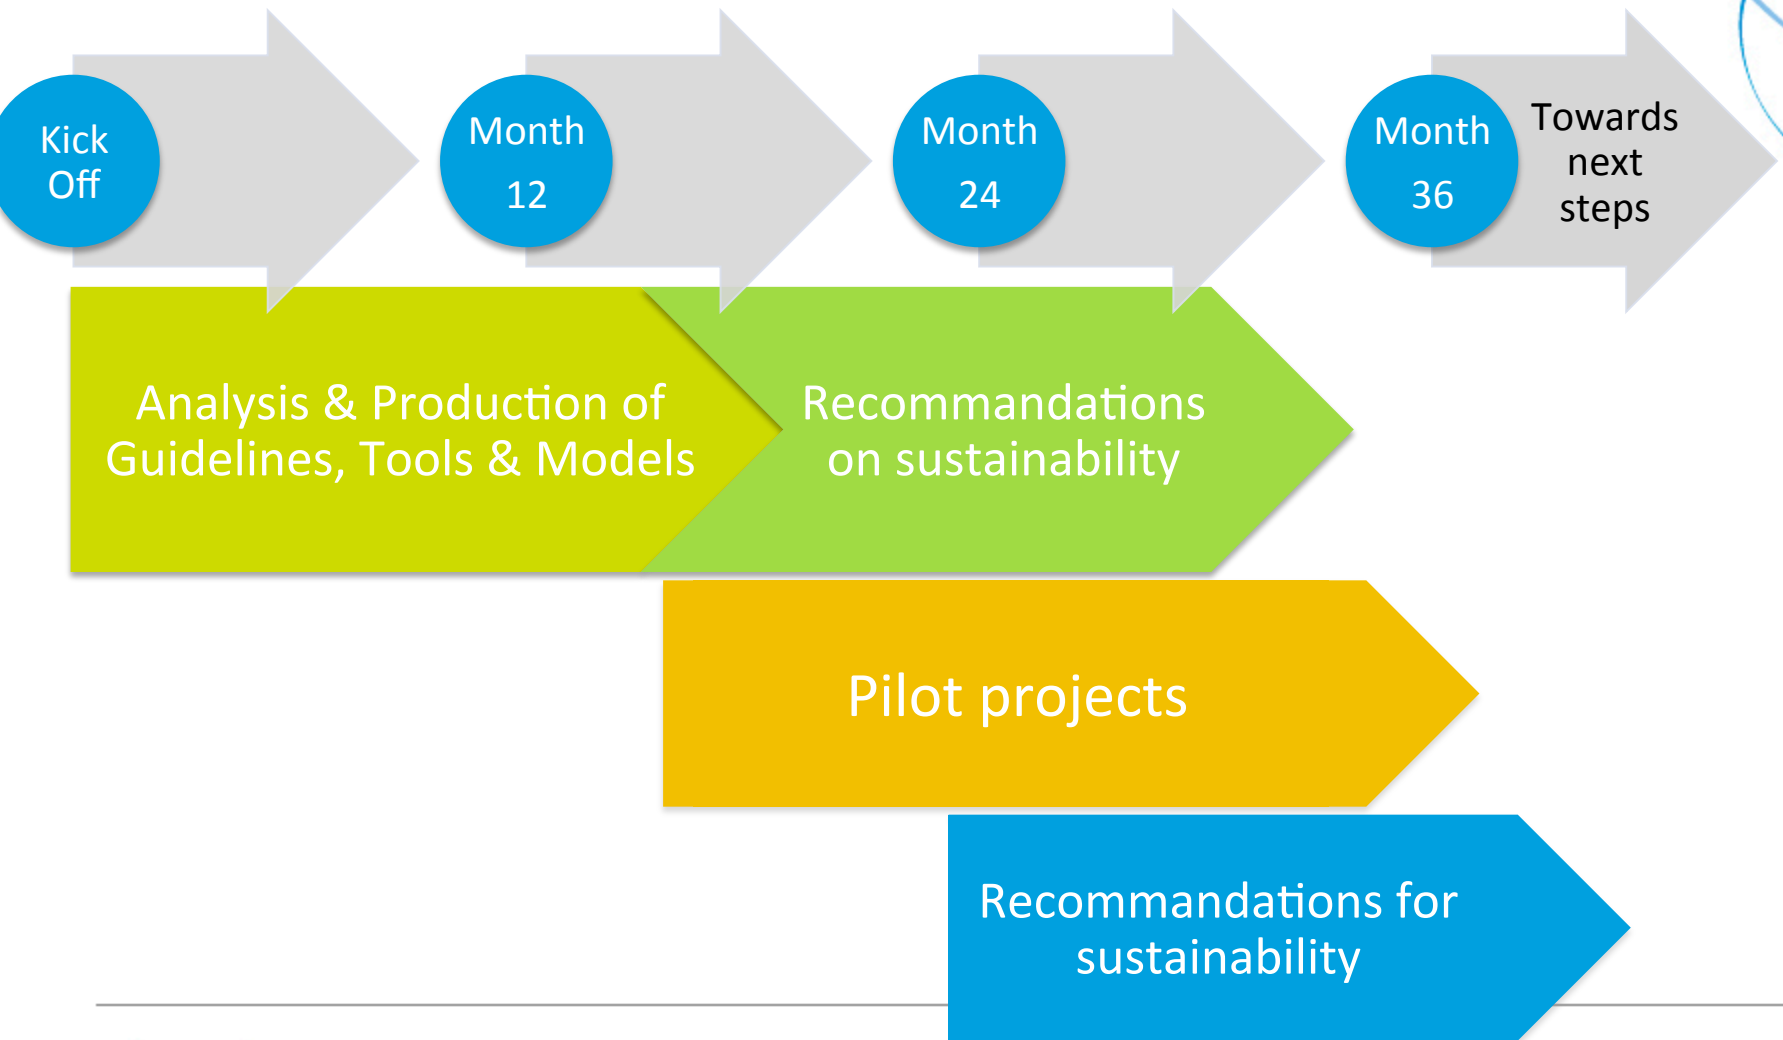 Kick
Off
Month
12
Month
24
Month
36
Towards
next
steps
Analysis & Production of
Guidelines, Tools & Models
Recommandations
on sustainability
Pilot projects
Recommandations for
sustainability